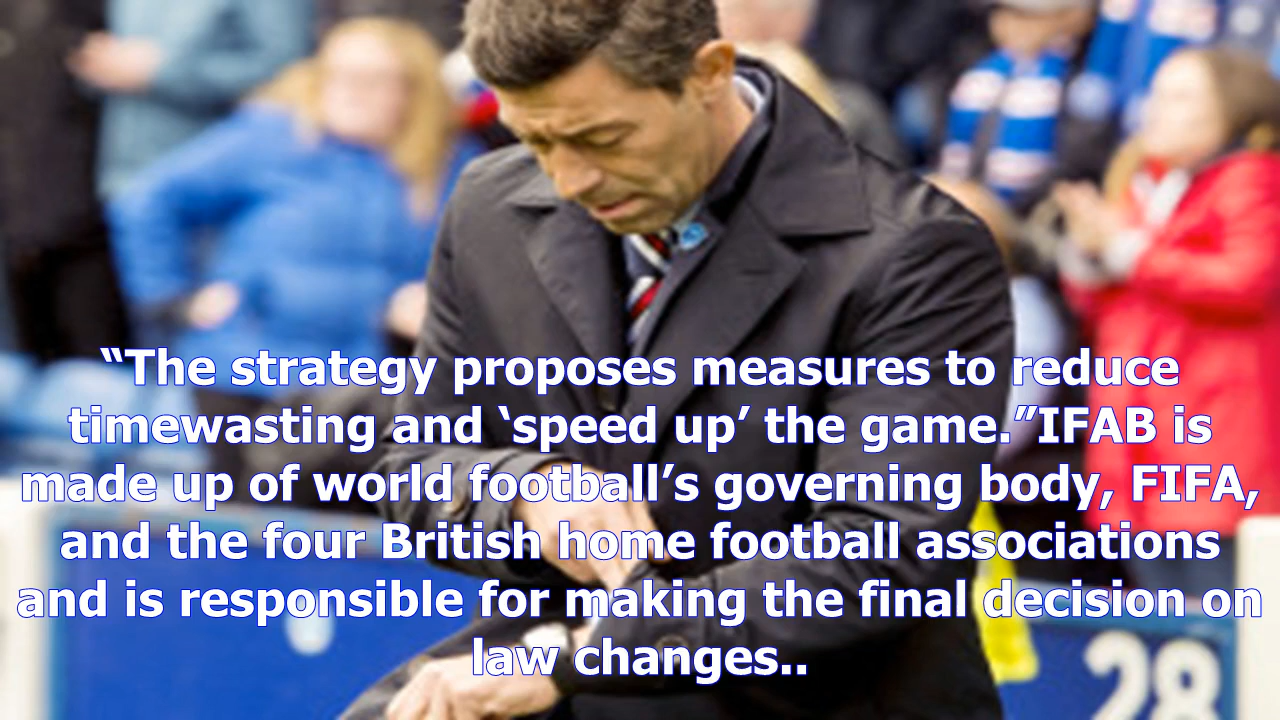 “The strategy proposes measures to reduce
timewasting and ‘speed up’ the game.”IFAB is
made up of world football’s governing body, FIFA,
and the four British home football associations
and is responsible for making the final decision on
law changes..
28